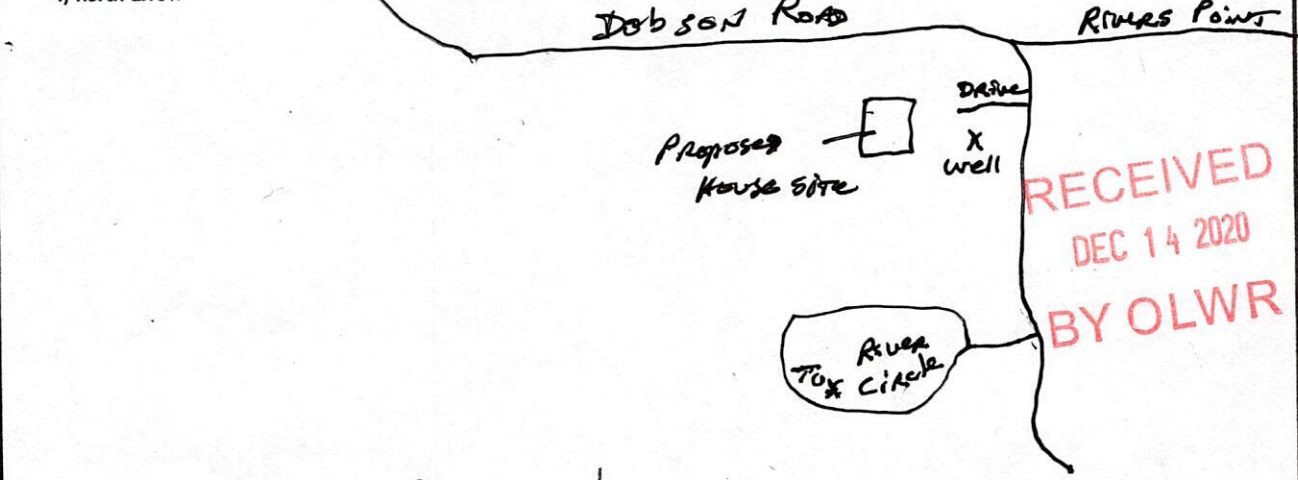 DobSON ROAD
RIVERS POINT
DRive
PROPOSED
HOUSE SITE
X
well
RECEIVED
DEC 14 2020
BY OLWR
RIVER
CiRcle